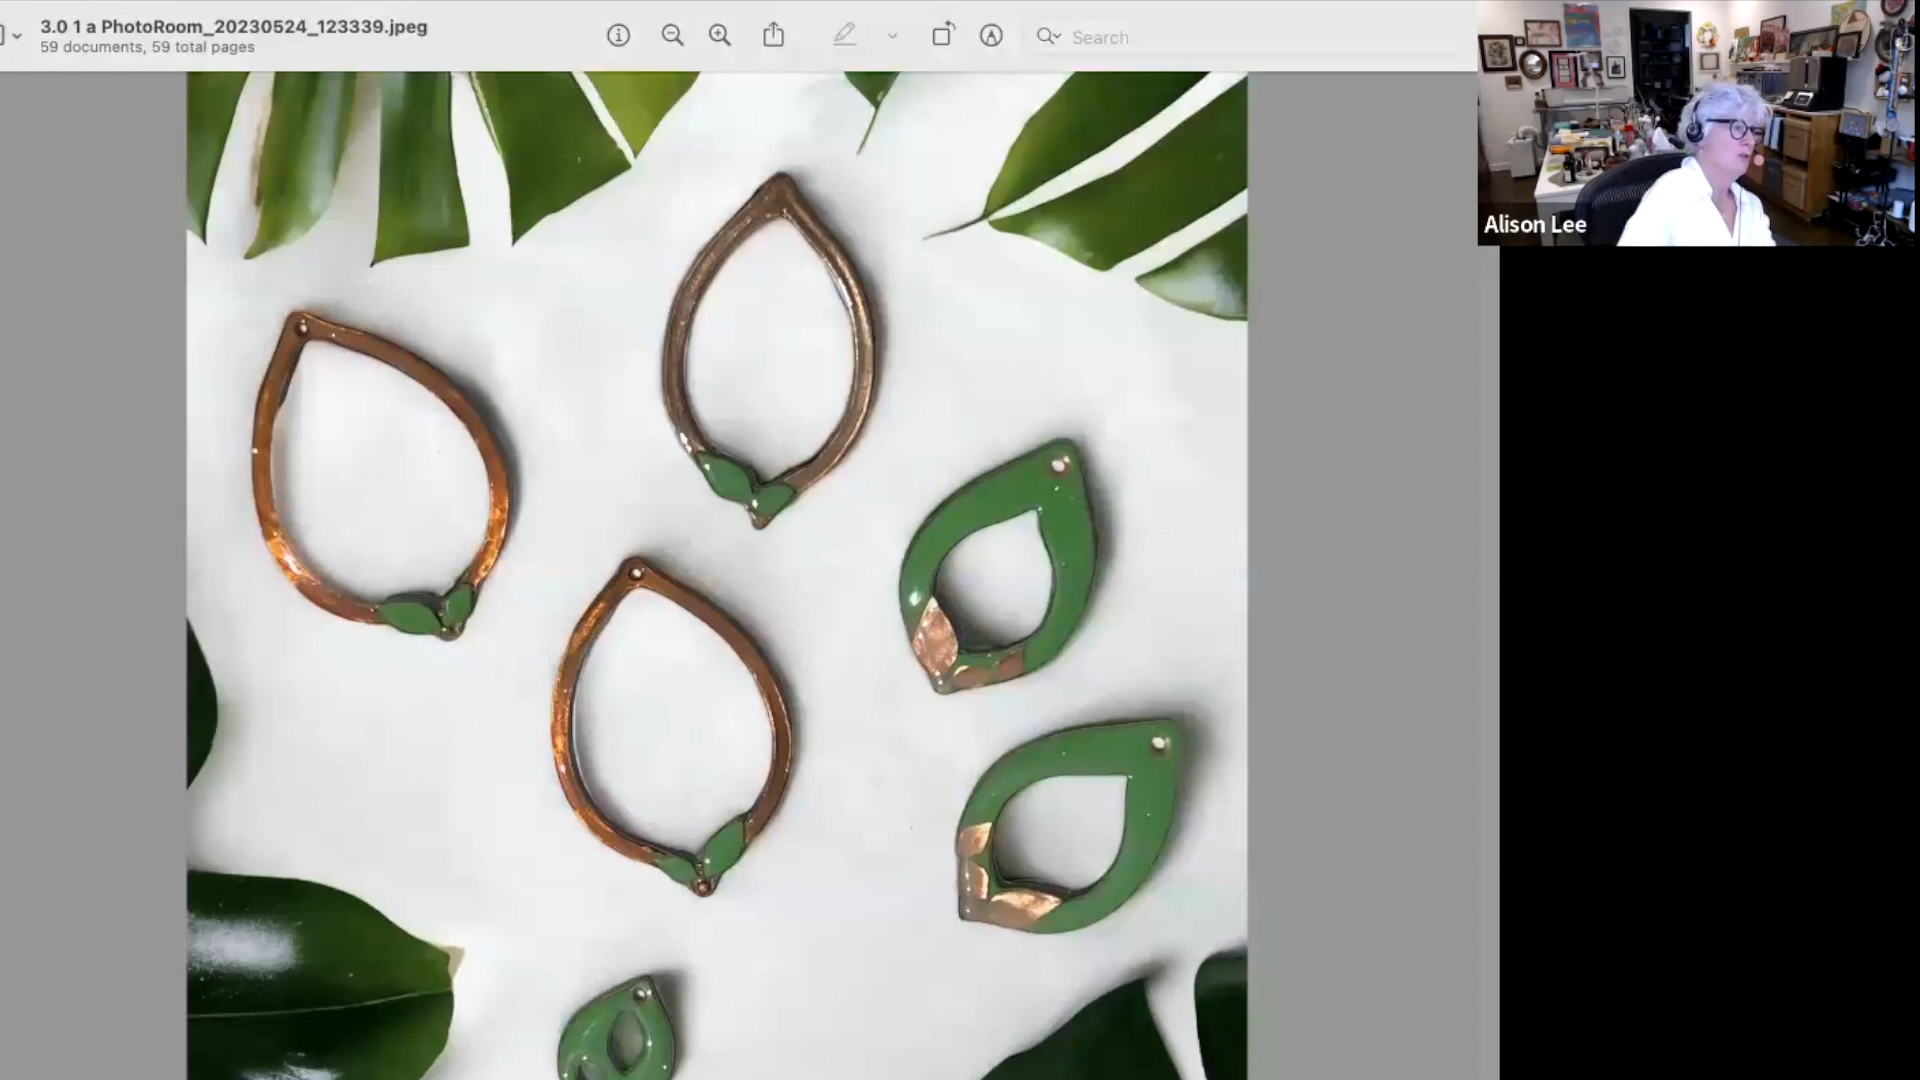 3.0 1 a PhotoRoom_20230524_123339.jpeg
59 documents, 59 total pages
Search
Alison Lee